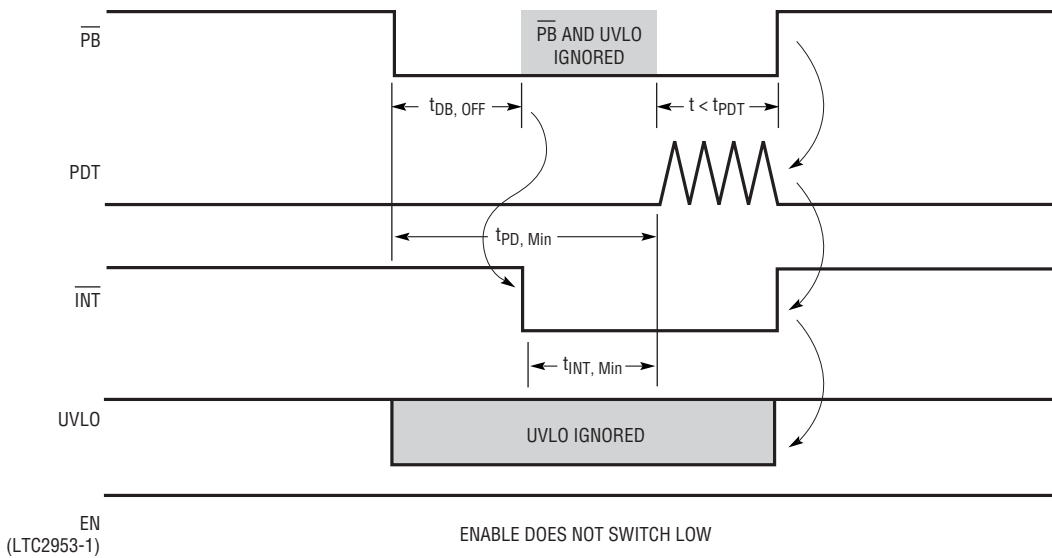 PB
PB AND UVLO
IGNORED
tDB, OFF
t < tPDT
PDT
tPD, Min
INT
tINT, Min
UVLO
UVLO IGNORED
EN
(LTC2953-1)
ENABLE DOES NOT SWITCH LOW